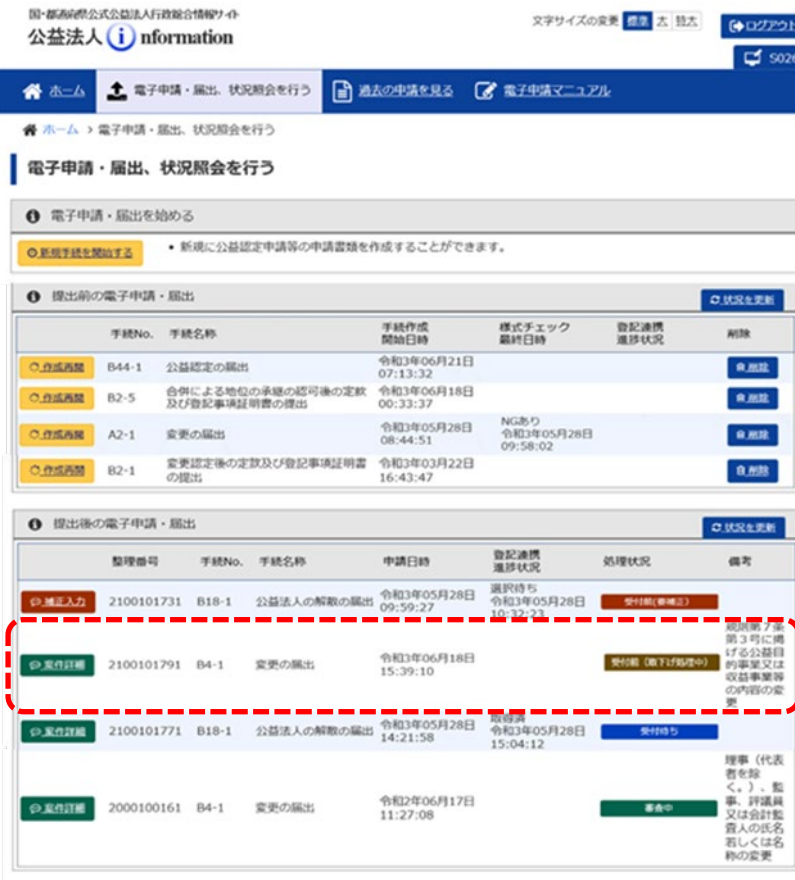 国・都道府県公式公益法人行政総合情報サイト
公益法人 information
文字サイズの変更 標準 太 特太
ログアウト
S026
ホーム 電子申請・届出、状況照会を行う 過去の申請を見る 電子申請マニュアル
ホーム > 電子申請・届出、状況照会を行う
電子申請・届出、状況照会を行う
電子申請・届出を始める
新規手続を開始する
• 新規に公益認定申請等の申請書類を作成することができます。
提出前の電子申請・届出
状況を更新
手続No. 手続名称 手続作成 様式チェック 登記連携 削除
開始日時 最終日時 進捗状況
作成再開 B44-1 公益認定の届出 令和3年06月21日 削除
07:13:32
作成再開 B2-5 合併による地位の承継の認可後の定款 令和3年06月18日 削除
及び登記事項証明書の提出 00:33:37
作成再開 A2-1 変更の届出 令和3年05月28日 NGあり 削除
08:44:51 令和3年05月28日
09:58:02
作成再開 B2-1 変更認定後の定款及び登記事項証明書 令和3年03月22日 削除
の提出 16:43:47
提出後の電子申請・届出
状況を更新
整理番号 手続No. 手続名称 申請日時 登記連携 処理状況 備考
進捗状況
補正入力 2100101731 B18-1 公益法人の解散の届出 令和3年05月28日 選択待ち 受付前(要補正)
09:59:27 令和3年05月28日
10:32:23
案件詳細 2100101791 B4-1 変更の届出 令和3年06月18日 受付前（取下げ処理中）
15:39:10
規則第7条
第3号に掲
げる公益目
的事業又は
収益事業等
の内容の変
更
案件詳細 2100101771 B18-1 公益法人の解散の届出 令和3年05月28日 取得済 受付待ち
14:21:58 令和3年05月28日
15:04:12
案件詳細 2000100161 B4-1 変更の届出 令和2年06月17日 審査中
11:27:08
理事（代表
者を除
く。）、監
事、評議員
又は会計監
査人の氏名
若しくは名
称の変更